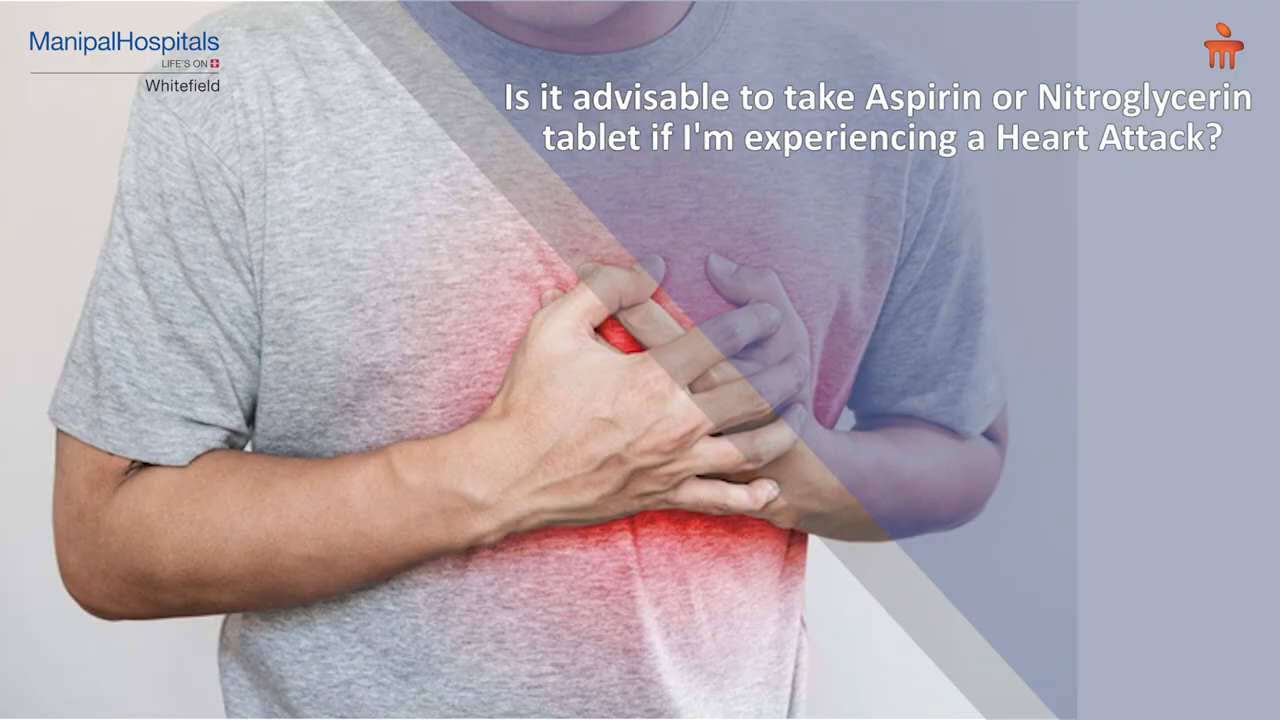 ManipalHospitals
LIFE'S ON
Whitefield
Is it advisable to take Aspirin or Nitroglycerin
tablet if I'm experiencing a Heart Attack?